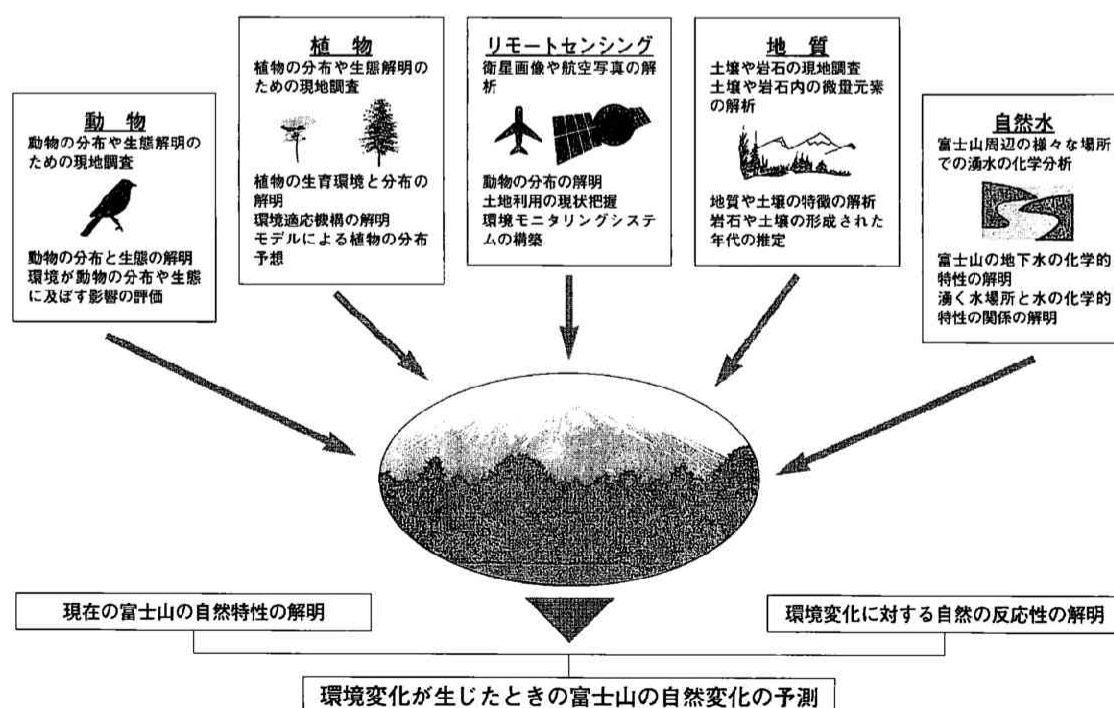 動 物
動物の分布や生態解明の
ための現地調査
動物の分布と生態の解明
環境が動物の分布や生態
に及ぼす影響の評価
植 物
植物の分布や生態解明の
ための現地調査
植物の生育環境と分布の
解明
環境適応機構の解明
モデルによる植物の分布
予想
リモートセンシング
衛星画像や航空写真の解
析
動物の分布の解明
土地利用の現状把握
環境モニタリングシステ
ムの構築
地 質
土壌や岩石の現地調査
土壌や岩石内の微量元素
の解析
地質や土壌の特徴の解析
岩石や土壌の形成された
年代の推定
自然水
富士山周辺の様々な場所
での湧水の化学分析
富士山の地下水の化学的
特性の解明
湧く水場所と水の化学的
特性の関係の解明
現在の富士山の自然特性の解明
環境変化に対する自然の反応性の解明
環境変化が生じたときの富士山の自然変化の予測